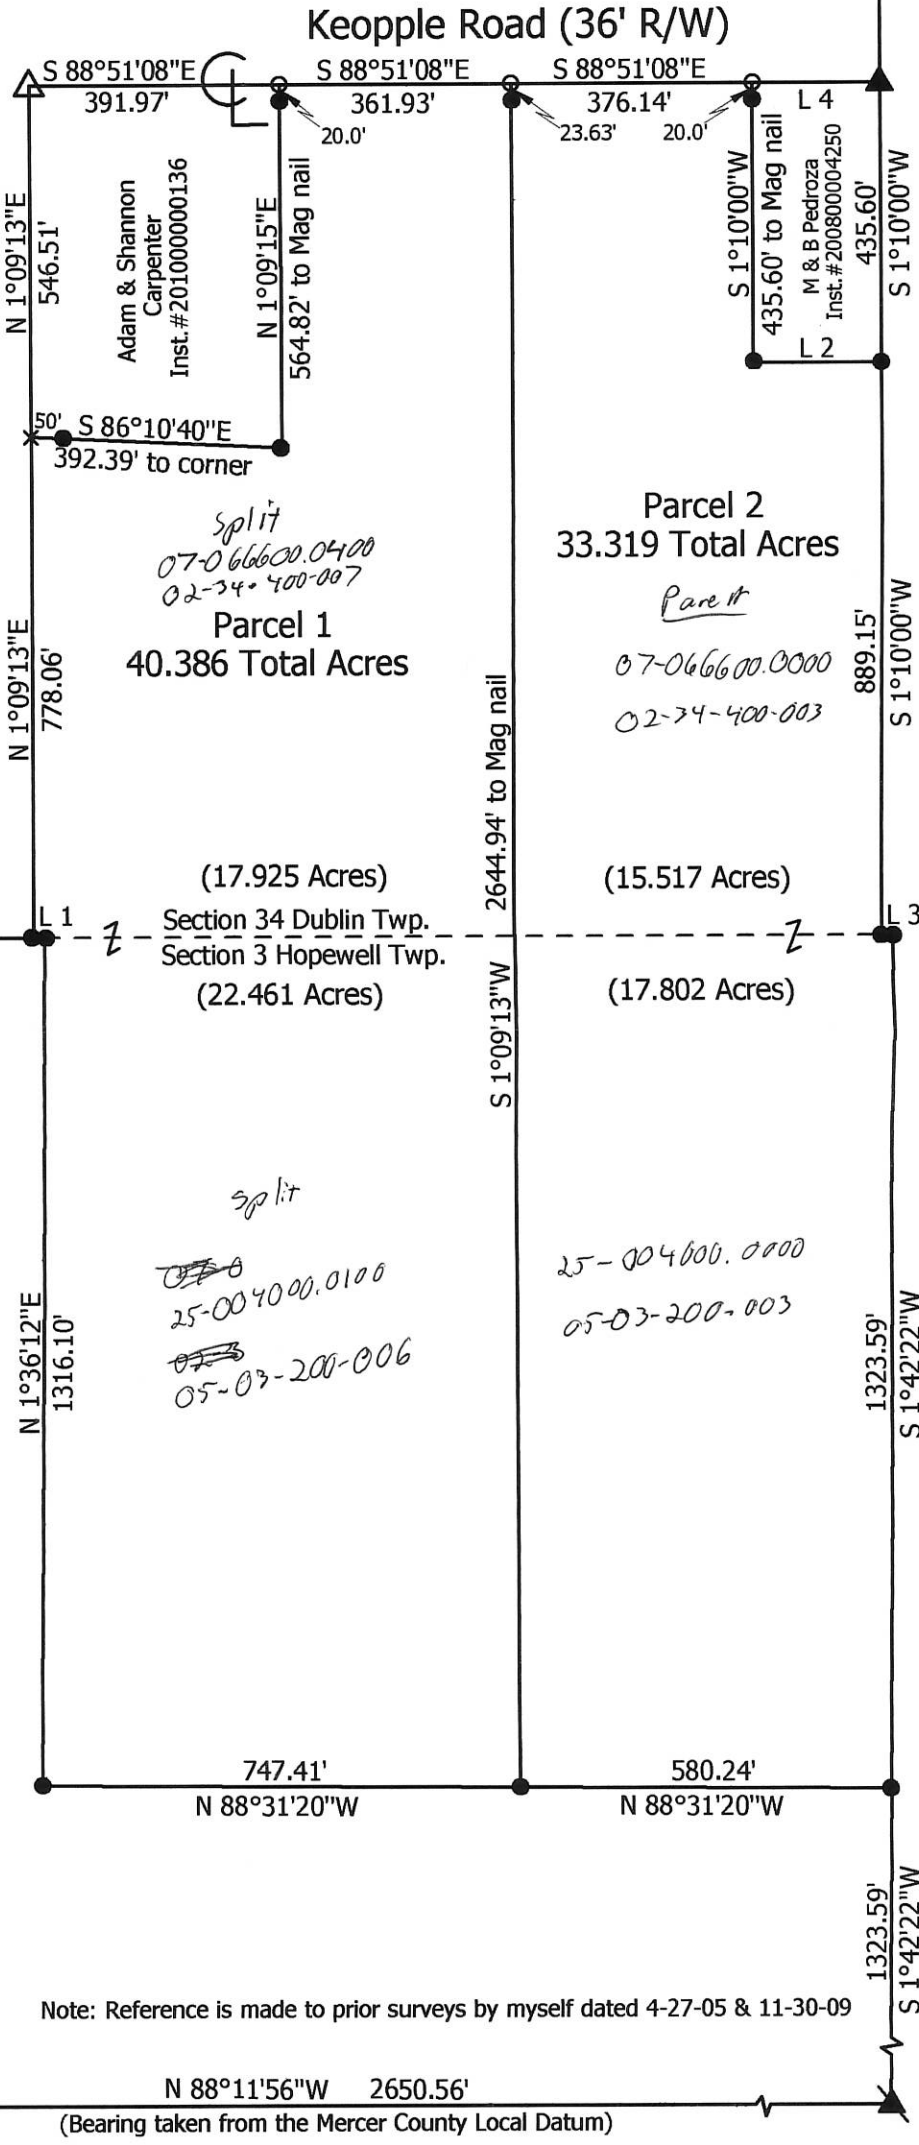 Keopple Road (36' R/W)
S 88°51'08"E
391.97'
CL
S 88°51'08"E
361.93'
S 88°51'08"E
376.14'
L 4
20.0'
23.63'
20.0'
N 1°09'13"E
546.51'
Adam & Shannon
Carpenter
Inst.#201000000136
N 1°09'15"E
564.82' to Mag nail
S 1°10'00"W
435.60' to Mag nail
M & B Pedroza
Inst.#200800004250
435.60'
S 1°10'00"W
L 2
50'
S 86°10'40"E
392.39' to corner
Split
07-066600.0400
02-34-400-007
Parcel 1
40.386 Total Acres
Parcel 2
33.319 Total Acres
Parent
07-066600.0000
02-34-400-003
N 1°09'13"E
778.06'
2644.94' to Mag nail
S 1°09'13"W
889.15'
S 1°10'00"W
(17.925 Acres)
(15.517 Acres)
L 1
Section 34 Dublin Twp.
L 3
Section 3 Hopewell Twp.
(22.461 Acres)
(17.802 Acres)
split
07-0
25-004000.0100
02-3
05-03-200-006
25-004000.0000
05-03-200-003
N 1°36'12"E
1316.10'
1323.59'
S 1°42'22"W
747.41'
N 88°31'20"W
580.24'
N 88°31'20"W
1323.59'
S 1°42'22"W
Note: Reference is made to prior surveys by myself dated 4-27-05 & 11-30-09
N 88°11'56"W 2650.56'
(Bearing taken from the Mercer County Local Datum)